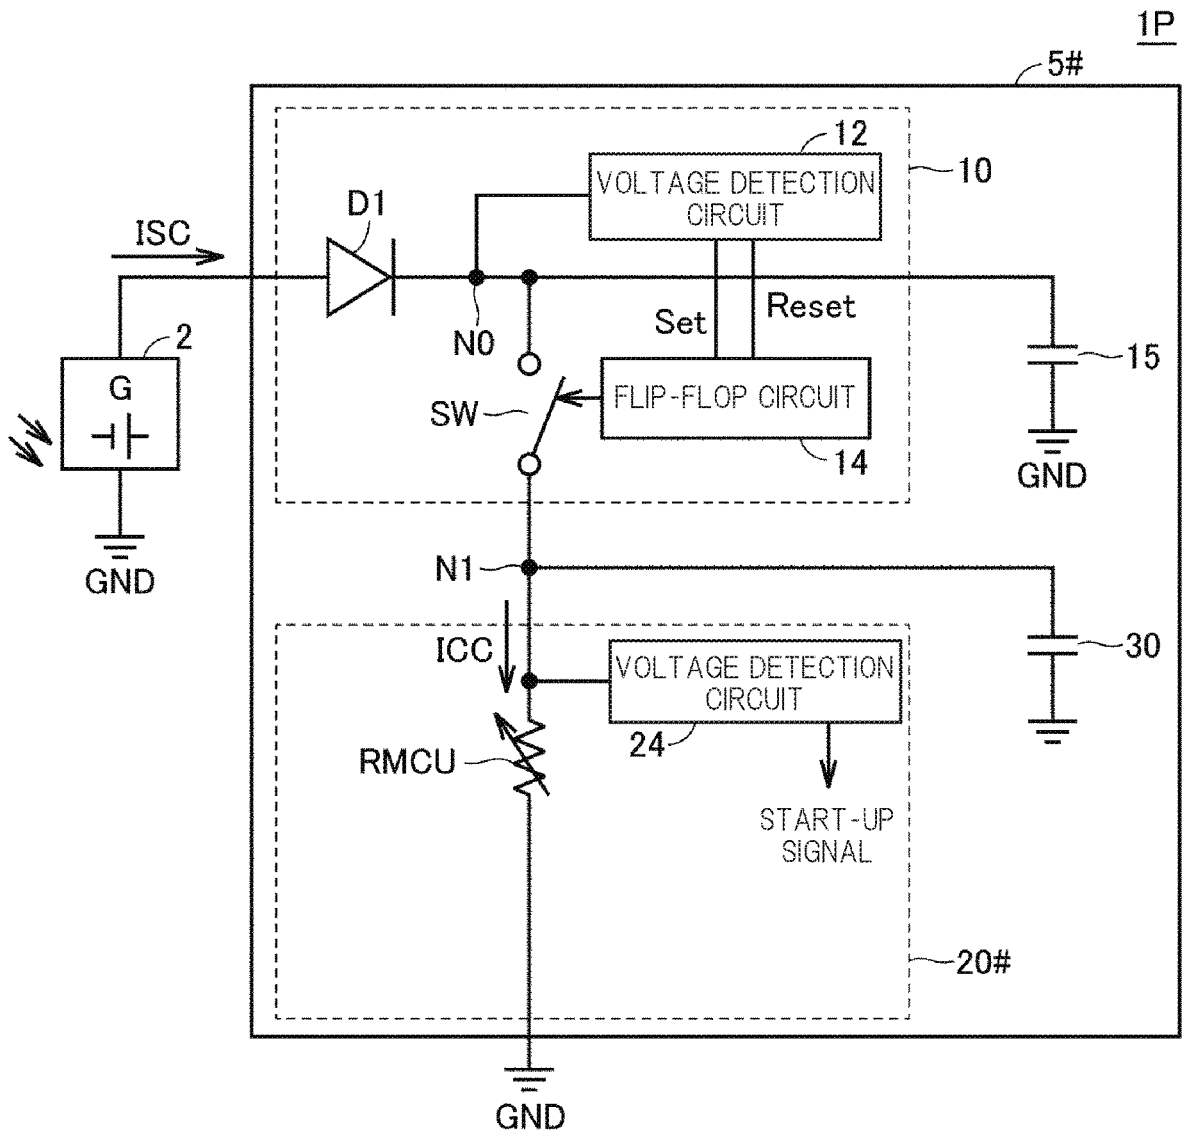 1P
5#
12
10
VOLTAGE DETECTION
CIRCUIT
D1
ISC
Set
Reset
N0
2
G
SW
FLIP-FLOP CIRCUIT
14
15
GND
GND
N1
ICC
30
VOLTAGE DETECTION
CIRCUIT
24
RMCU
START-UP
SIGNAL
20#
GND